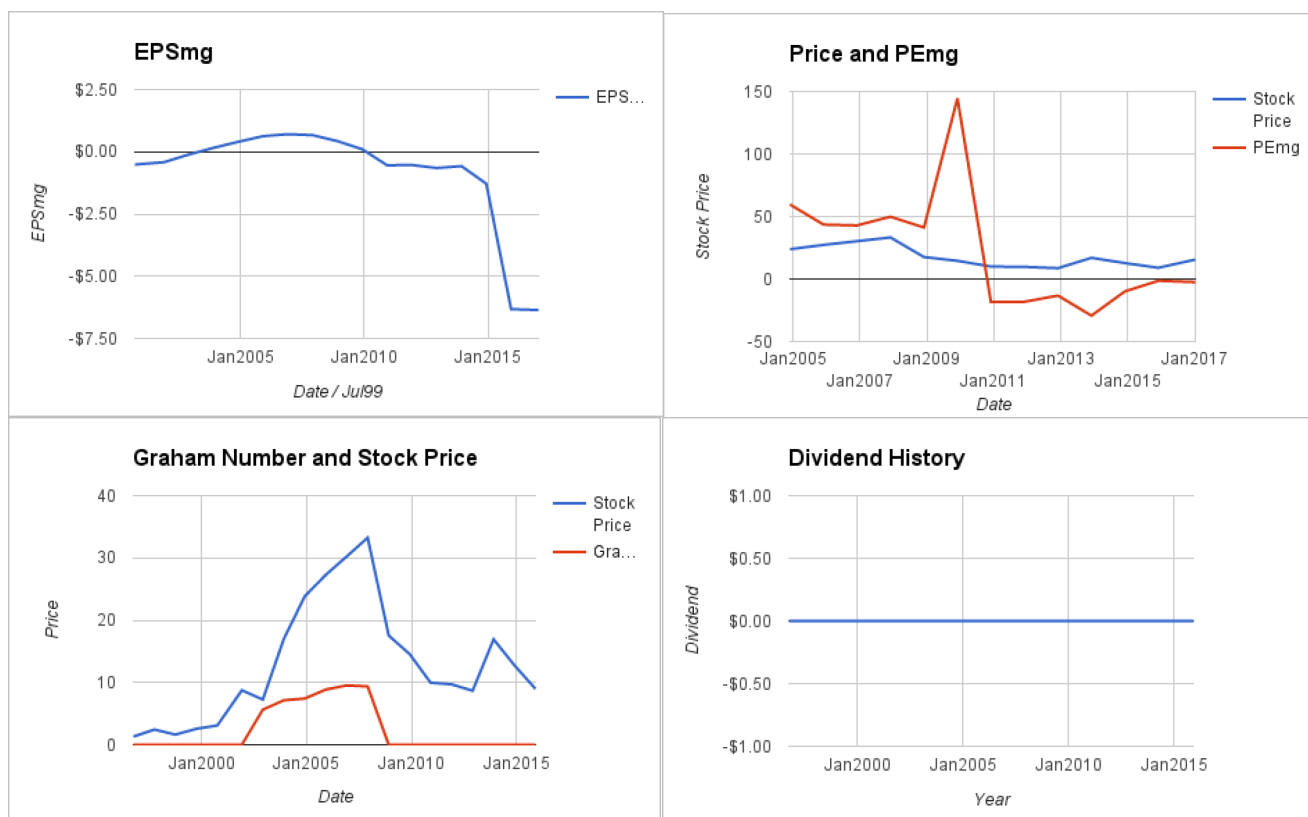 EPSmg
$2.50
$0.00
-$2.50
-$5.00
-$7.50
EPSmg
Jan2005 Jan2010 Jan2015
Date / Jul99
EPS...
Price and PEmg
150
100
50
0
-50
Stock Price
Jan2005 Jan2009 Jan2013 Jan2017
Jan2007 Jan2011 Jan2015
Date
Stock
Price
PEmg
Graham Number and Stock Price
40
30
20
10
0
Price
Jan2000 Jan2005 Jan2010 Jan2015
Date
Stock
Price
Gra...
Dividend History
$1.00
$0.50
$0.00
-$0.50
-$1.00
Dividend
Jan2000 Jan2005 Jan2010 Jan2015
Year